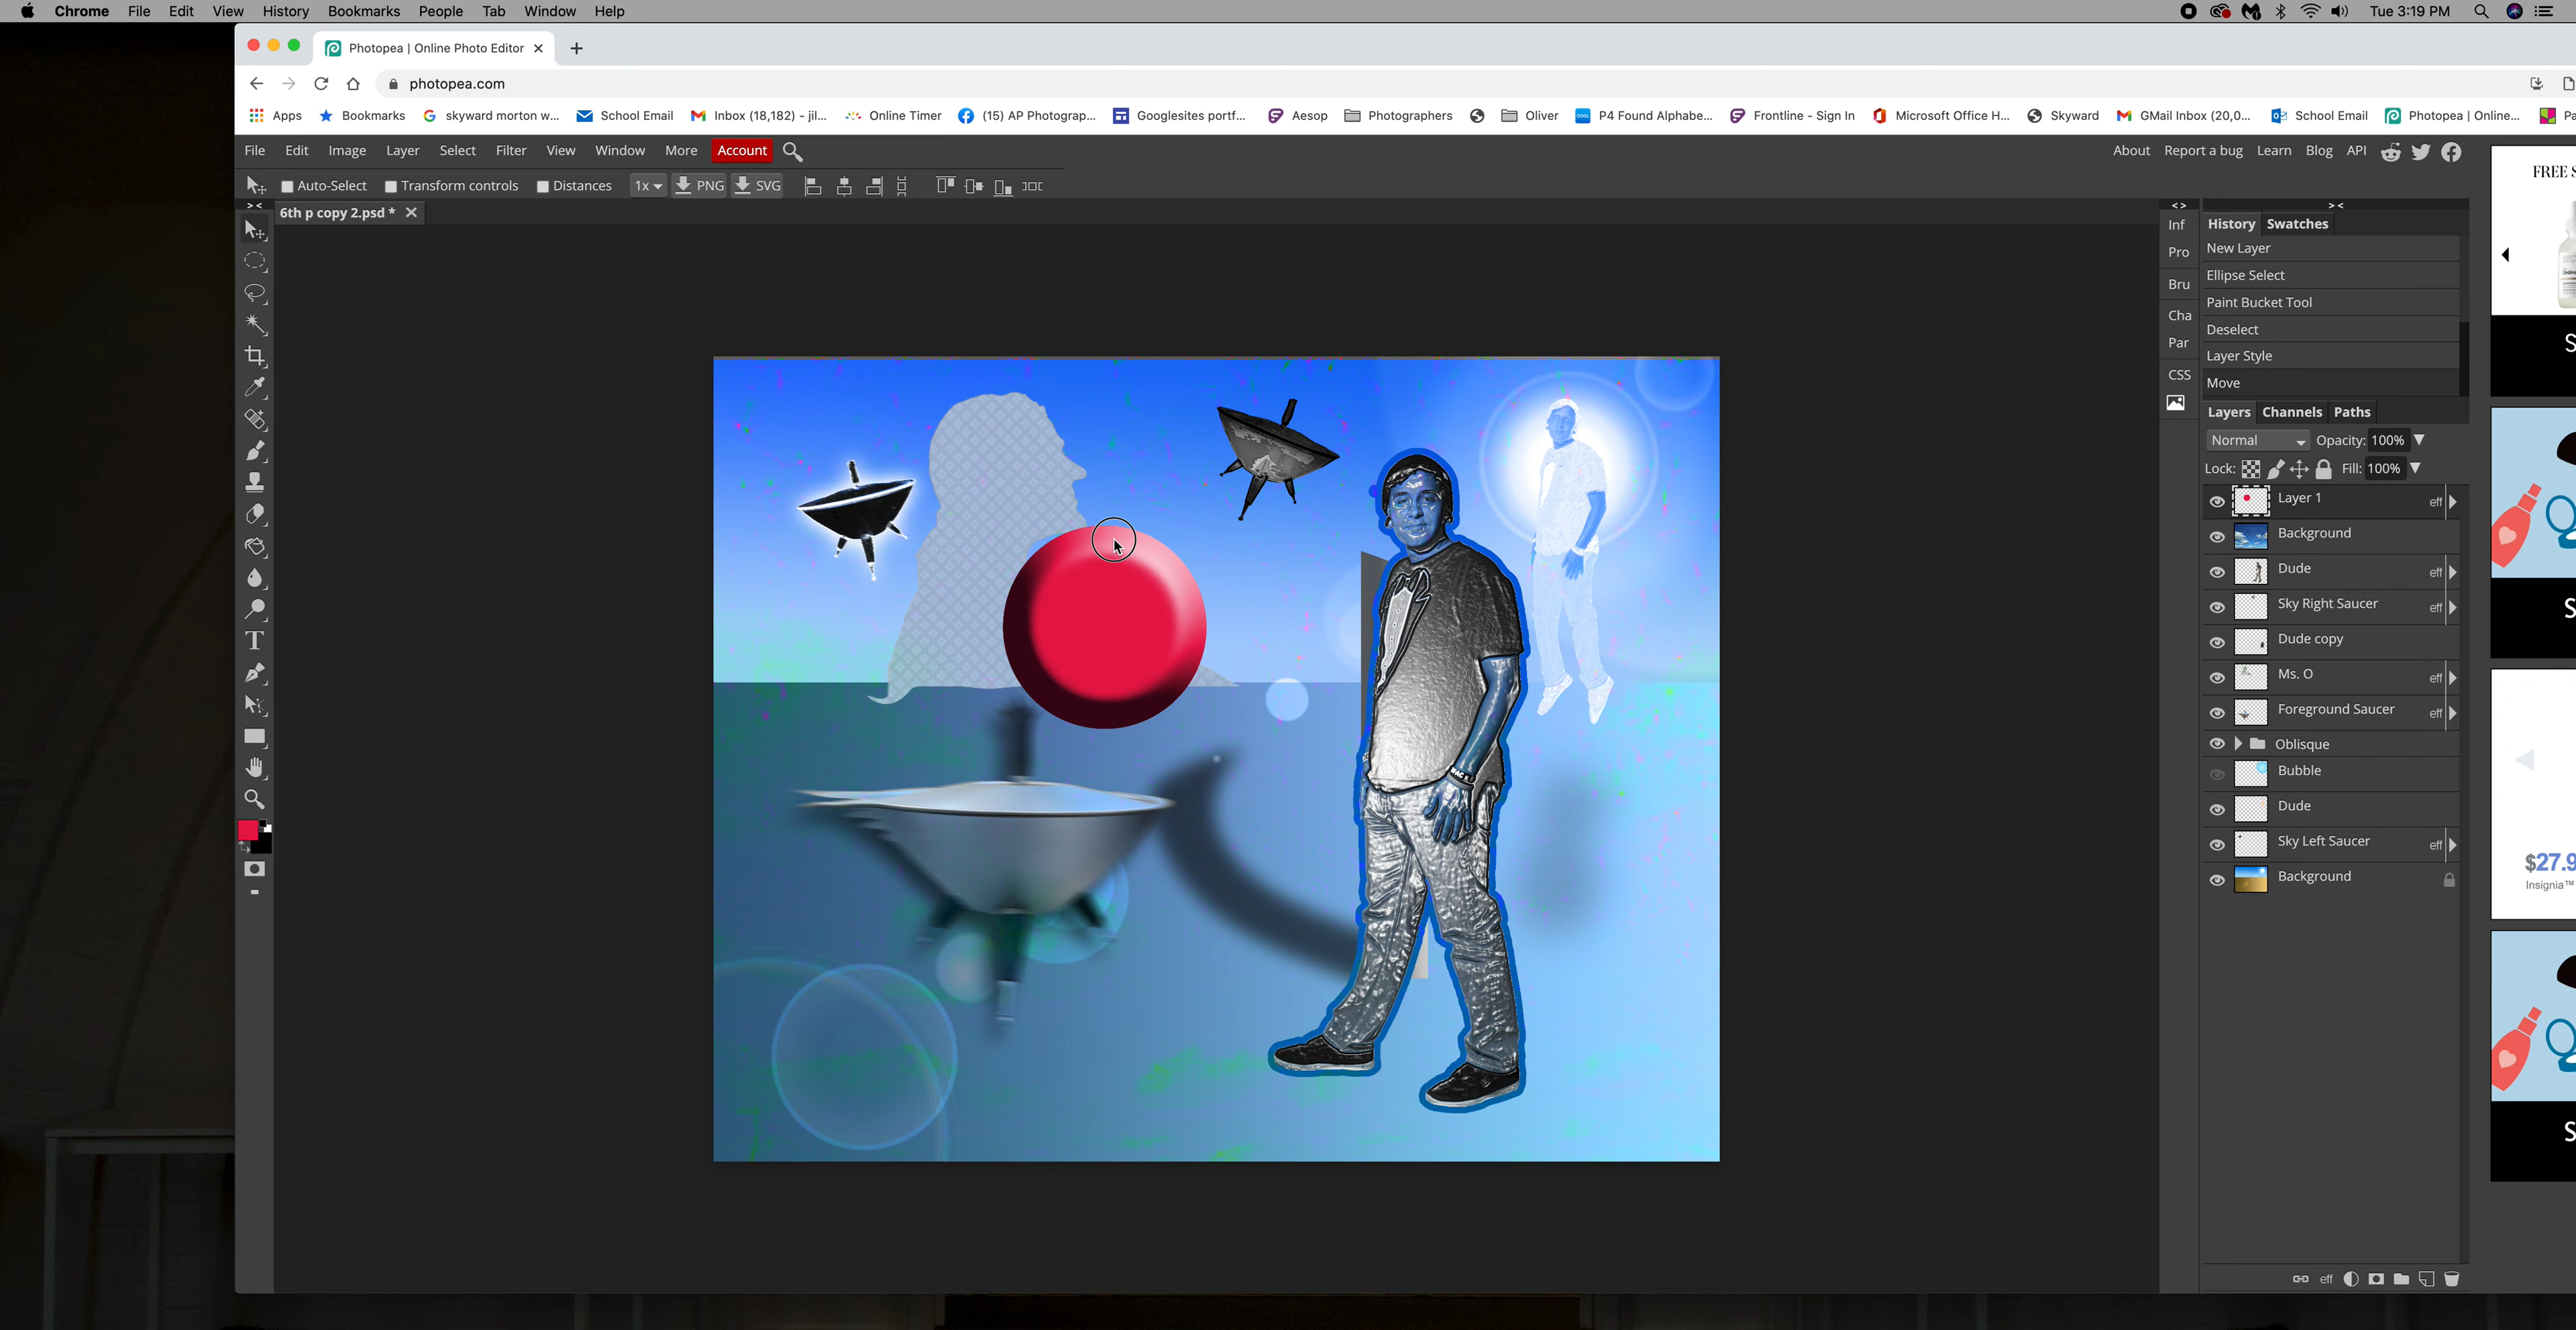 Chrome File Edit View History Bookmarks People Tab Window Help Tue 3:19 PM
Photopea | Online Photo Editor
photopea.com
Apps Bookmarks skyward morton w... School Email Inbox (18,182) - jil... Online Timer (15) AP Photograp... Googlesites portf... Aesop Photographers Oliver P4 Found Alphabe... Frontline - Sign In Microsoft Office H... Skyward GMail Inbox (20,0... School Email Photopea | Online... Pa
File Edit Image Layer Select Filter View Window More Account About Report a bug Learn Blog API
Auto-Select Transform controls Distances 1x PNG SVG
6th p copy 2.psd *
Inf
Pro
Bru
Cha
Par
CSS
History Swatches
New Layer
Ellipse Select
Paint Bucket Tool
Deselect
Layer Style
Move
Layers Channels Paths
Normal Opacity: 100%
Lock: Fill: 100%
Layer 1 eff
Background
Dude eff
Sky Right Saucer eff
Dude copy
Ms. O eff
Foreground Saucer eff
Oblisque
Bubble
Dude
Sky Left Saucer eff
Background
eff
FREE S
S
S
$27.9
Insignia™
S